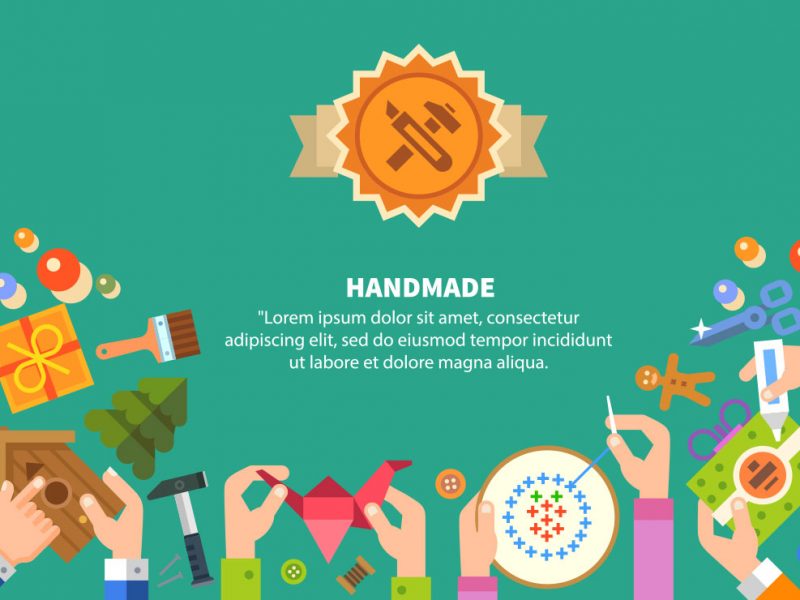 HANDMADE
"Lorem ipsum dolor sit amet, consectetur
adipiscing elit, sed do eiusmod tempor incididunt
ut labore et dolore magna aliqua.